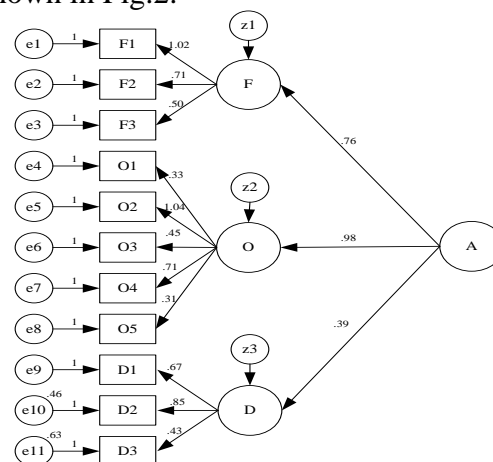 shown in Fig.2.
z1
e1 1 F1 1.02
e2 1 F2 .71 F
e3 1 F3 .50
.76
e4 1 O1 .33
z2
e5 1 O2 1.04
e6 1 O3 .45 O .98 A
e7 1 O4 .71
e8 1 O5 .31
z3
.39
e9 1 D1 .67
.46
e10 1 D2 .85 D
.63
e11 1 D3 .43